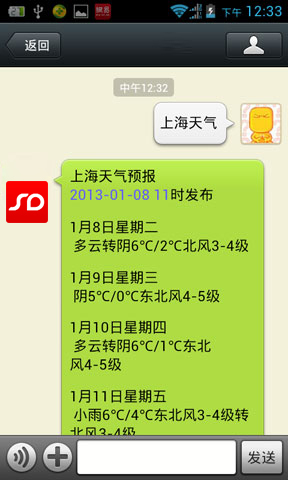 下午 12:33
返回
中午12:32
上海天气
上海天气预报
2013-01-08 11时发布
1月8日星期二
多云转阴6℃/2℃北风3-4级
1月9日星期三
阴5℃/0℃东北风4-5级
1月10日星期四
多云转阴6℃/1℃东北
风4-5级
1月11日星期五
小雨6℃/4℃东北风3-4级转
北风3-4级
发送